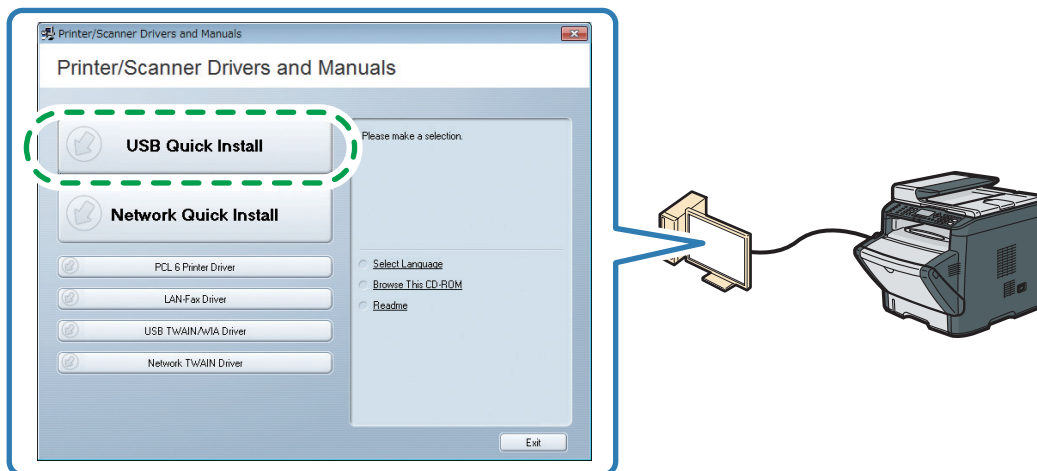 Printer/Scanner Drivers and Manuals
Printer/Scanner Drivers and Manuals
USB Quick Install
Network Quick Install
PCL 6 Printer Driver
LAN-Fax Driver
USB TWAIN/WIA Driver
Network TWAIN Driver
Please make a selection.
Select Language
Browse This CD-ROM
Readme
Exit